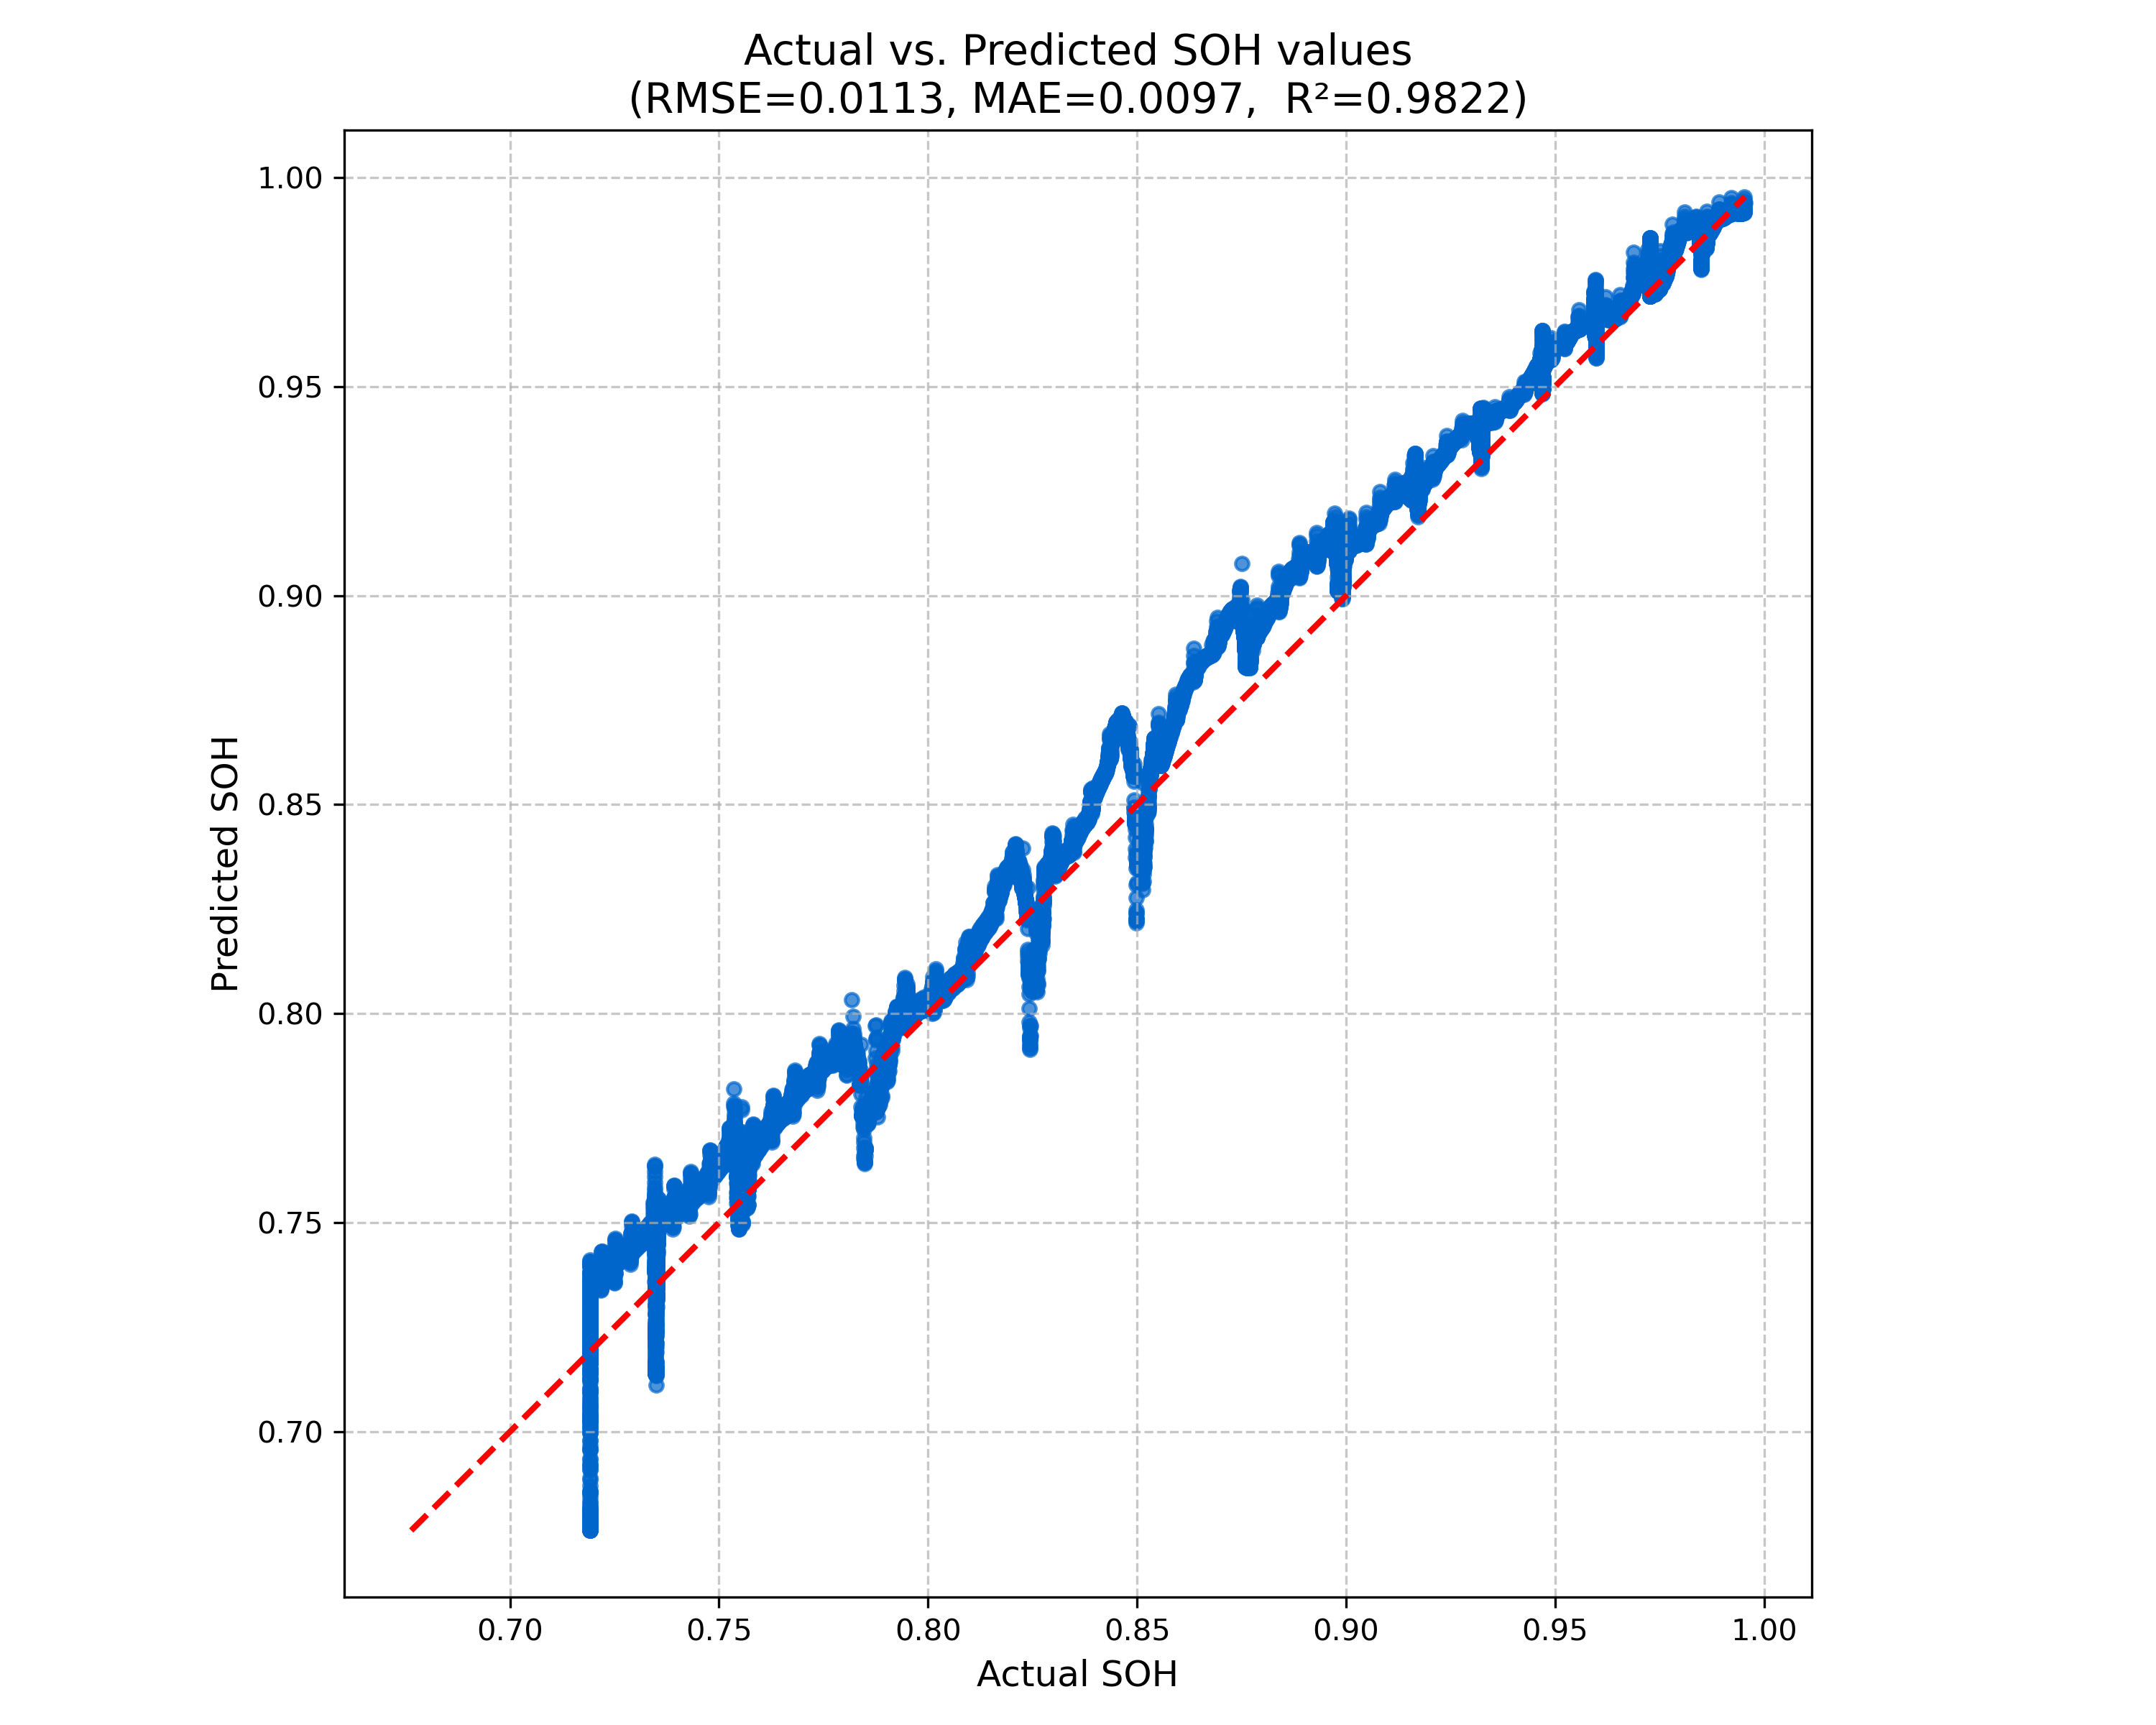 Actual vs. Predicted SOH values
(RMSE=0.0113, MAE=0.0097,  R²=0.9822)
1.00
0.95
0.90
0.85
0.80
0.75
0.70
Predicted SOH
0.70 0.75 0.80 0.85 0.90 0.95 1.00
Actual SOH